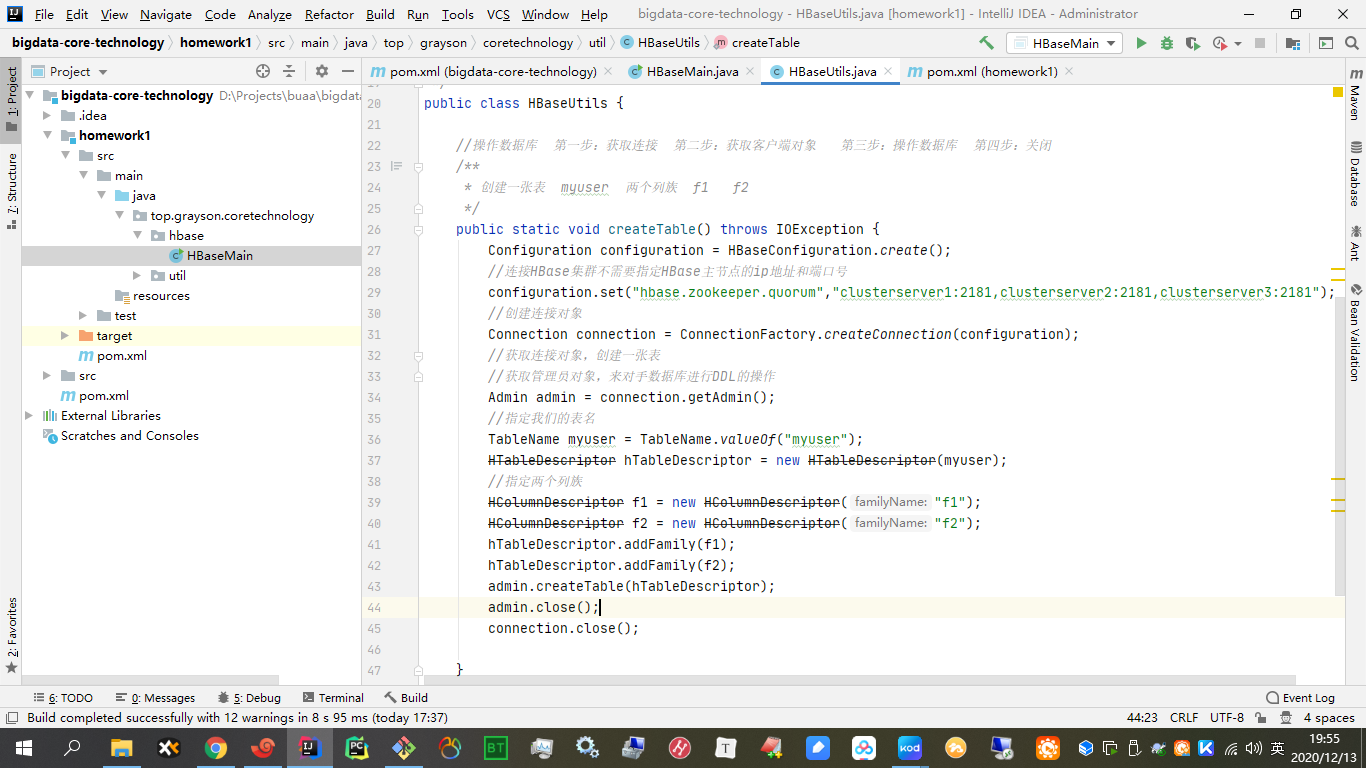 File Edit View Navigate Code Analyze Refactor Build Run Tools VCS Window Help bigdata-core-technology - HBaseUtils.java [homework1] - IntelliJ IDEA - Administrator
bigdata-core-technology homework1 src main java top grayson coretechnology util HBaseUtils createTable HBaseMain
Project pom.xml (bigdata-core-technology) HBaseMain.java HBaseUtils.java pom.xml (homework1)
1: Project
7: Structure
2: Favorites
bigdata-core-technology D:\Projects\buaa\bigdata
.idea
homework1
src
main
java
top.grayson.coretechnology
hbase
HBaseMain
util
resources
test
target
pom.xml
src
pom.xml
External Libraries
Scratches and Consoles
20 public class HBaseUtils {
21
22 //操作数据库 第一步：获取连接 第二步：获取客户端对象 第三步：操作数据库 第四步：关闭
23 /**
24 * 创建一张表 myuser 两个列族 f1 f2
25 */
26 public static void createTable() throws IOException {
27 Configuration configuration = HBaseConfiguration.create();
28 //连接HBase集群不需要指定HBase主节点的ip地址和端口号
29 configuration.set("hbase.zookeeper.quorum","clusterserver1:2181,clusterserver2:2181,clusterserver3:2181");
30 //创建连接对象
31 Connection connection = ConnectionFactory.createConnection(configuration);
32 //获取连接对象，创建一张表
33 //获取管理员对象，来对手数据库进行DDL的操作
34 Admin admin = connection.getAdmin();
35 //指定我们的表名
36 TableName myuser = TableName.valueOf("myuser");
37 HTableDescriptor hTableDescriptor = new HTableDescriptor(myuser);
38 //指定两个列族
39 HColumnDescriptor f1 = new HColumnDescriptor( familyName: "f1");
40 HColumnDescriptor f2 = new HColumnDescriptor( familyName: "f2");
41 hTableDescriptor.addFamily(f1);
42 hTableDescriptor.addFamily(f2);
43 admin.createTable(hTableDescriptor);
44 admin.close();
45 connection.close();
46
47 }
Maven
Database
Ant
Bean Validation
6: TODO 0: Messages 5: Debug Terminal Build Event Log
Build completed successfully with 12 warnings in 8 s 95 ms (today 17:37) 44:23 CRLF UTF-8 4 spaces
BT T kod 英 19:55
2020/12/13